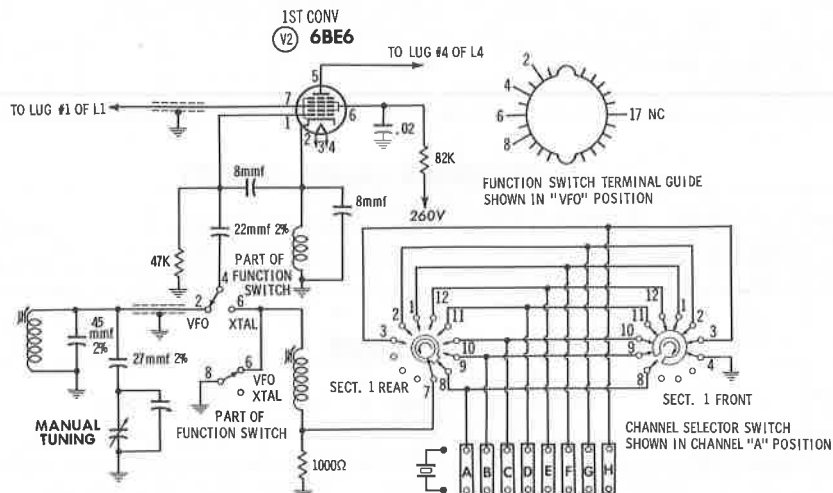 1ST CONV
V2 6BE6
TO LUG #4 OF L4
5
7
6
1
2
3
4
TO LUG #1 OF L1
.02
82K
260V
8mmf
8mmf
22mmf 2%
47K
PART OF
FUNCTION
SWITCH
2
4
6
8
17 NC
FUNCTION SWITCH TERMINAL GUIDE
SHOWN IN "VFO" POSITION
4
2
6
VFO
XTAL
45
mmf
2%
27mmf 2%
MANUAL
TUNING
8
6
VFO
XTAL
PART OF
FUNCTION SWITCH
1000Ω
3
2
1
12
11
10
9
8
7
SECT. 1 REAR
12
1
2
11
10
9
8
3
4
SECT. 1 FRONT
CHANNEL SELECTOR SWITCH
SHOWN IN CHANNEL "A" POSITION
A B C D E F G H